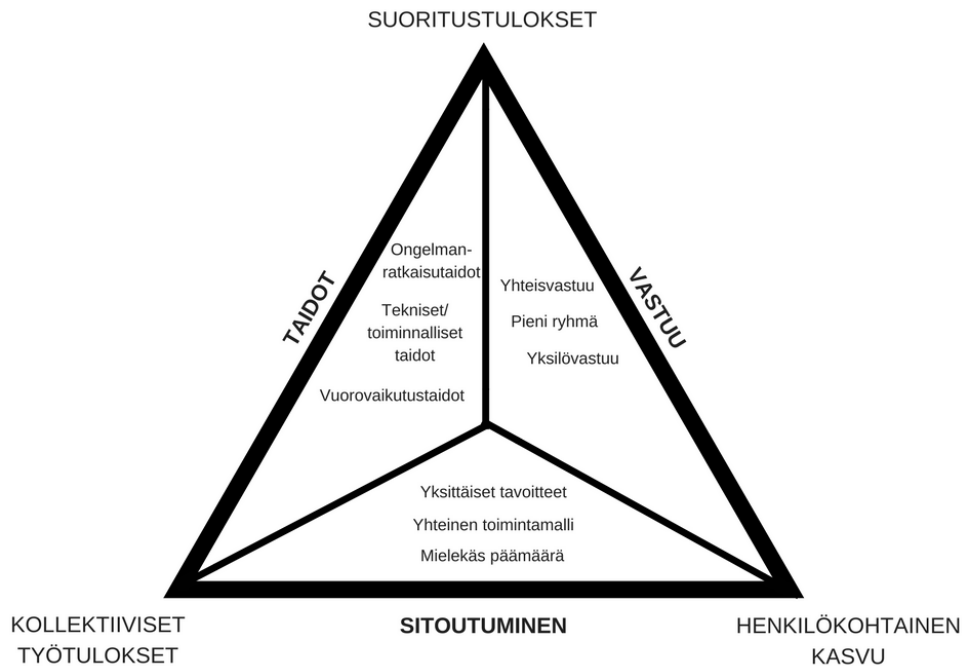 SUORITUSTULOKSET
TAIDOT
Ongelman-
ratkaisutaidot
Tekniset/
toiminnalliset
taidot
Vuorovaikutustaidot
VASTUU
Yhteisvastuu
Pieni ryhmä
Yksilövastuu
Yksittäiset tavoitteet
Yhteinen toimintamalli
Mielekäs päämäärä
KOLLEKTIIVISET
TYÖTULOKSET
SITOUTUMINEN
HENKILÖKOHTAINEN
KASVU